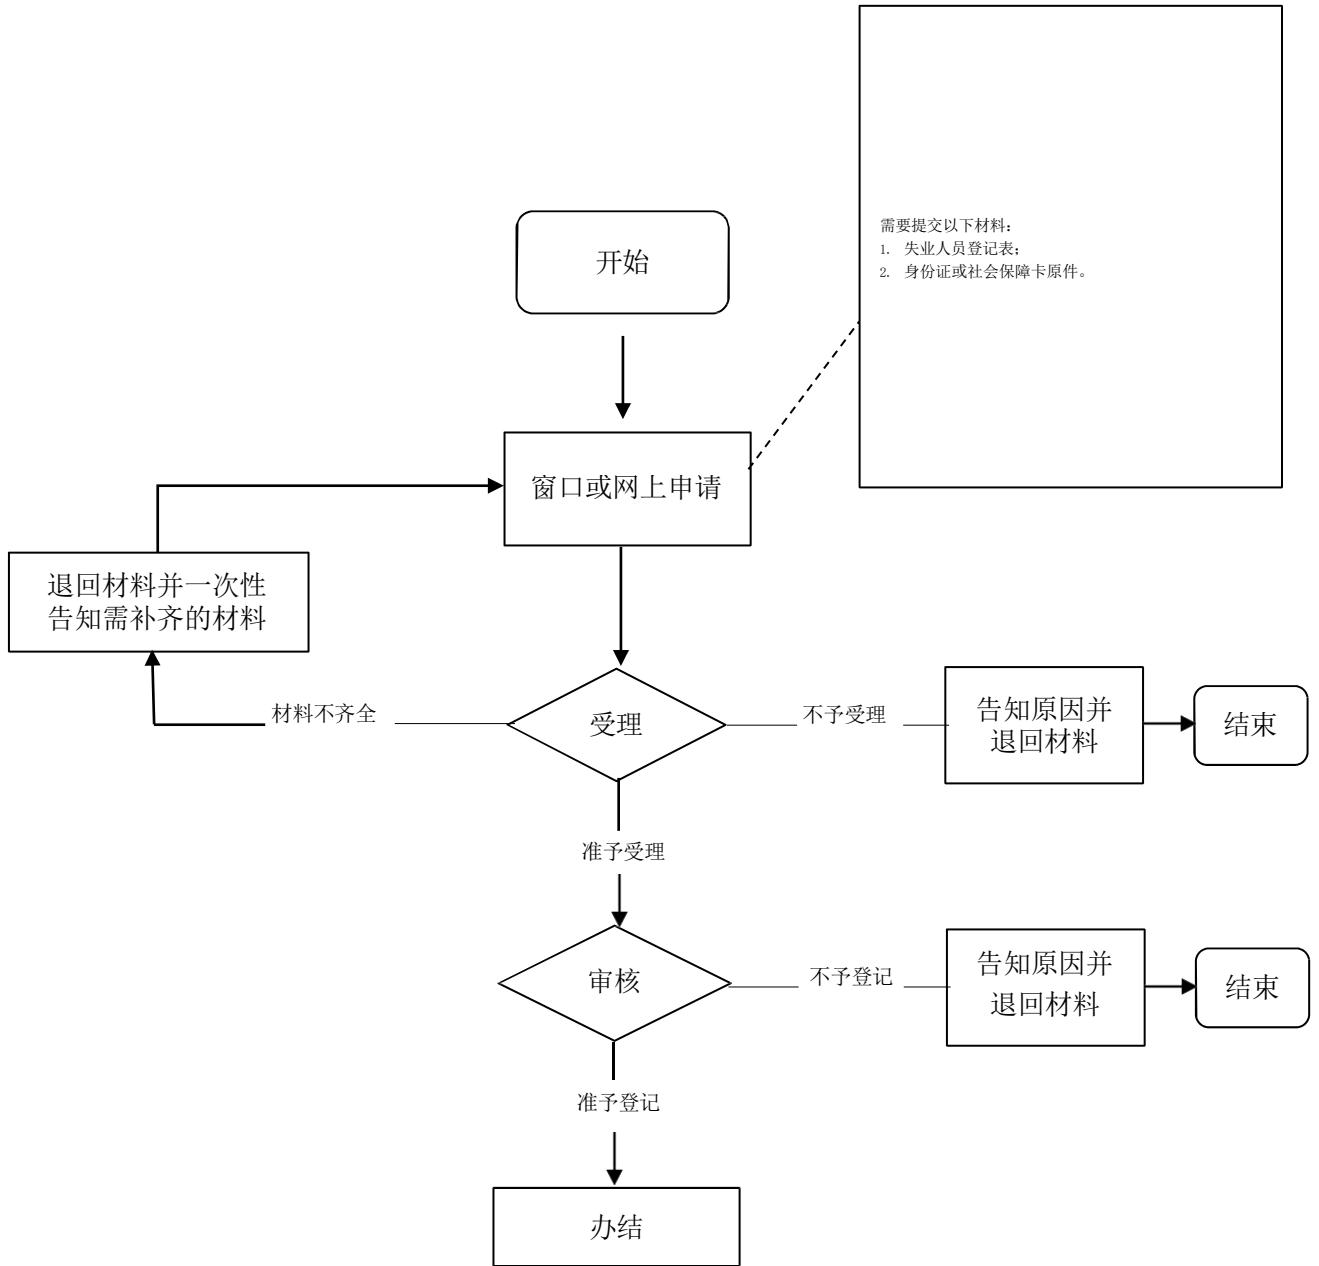 需要提交以下材料:
1. 失业人员登记表;
2. 身份证或社会保障卡原件。
开始
窗口或网上申请
退回材料并一次性
告知需补齐的材料
材料不齐全
受理
不予受理
告知原因并
退回材料
结束
准予受理
审核
不予登记
告知原因并
退回材料
结束
准予登记
办结